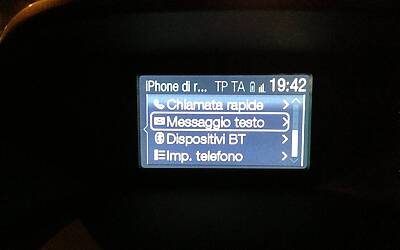 iPhone di r... TP TA 19:42
Chiamata rapide
Messaggio testo
Dispositivi BT
Imp. telefono